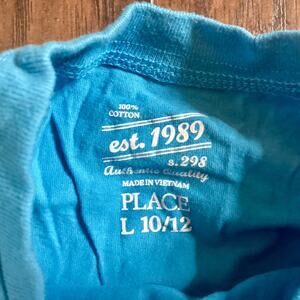 100%
COTTON
est. 1989
s.298
Authentic Quality
MADE IN VIETNAM
PLACE
L 10/12